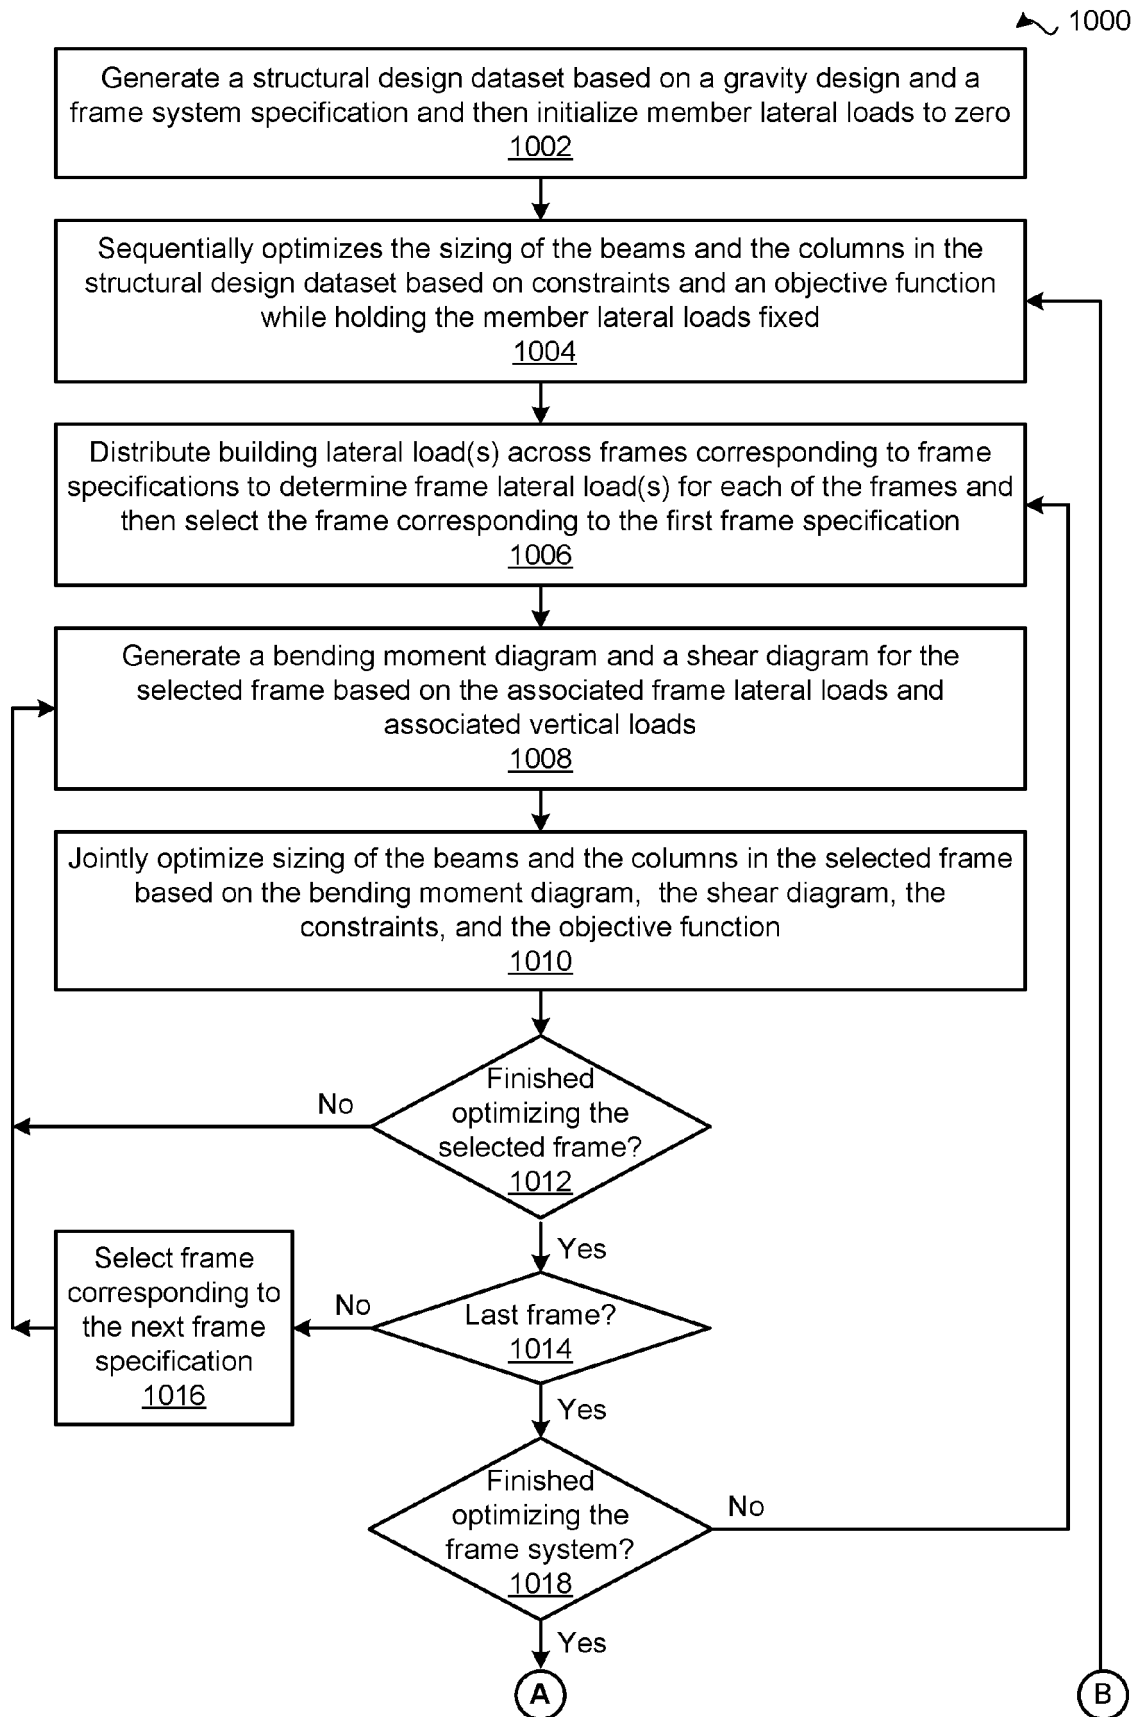 1000
Generate a structural design dataset based on a gravity design and a
frame system specification and then initialize member lateral loads to zero
1002
Sequentially optimizes the sizing of the beams and the columns in the
structural design dataset based on constraints and an objective function
while holding the member lateral loads fixed
1004
Distribute building lateral load(s) across frames corresponding to frame
specifications to determine frame lateral load(s) for each of the frames and
then select the frame corresponding to the first frame specification
1006
Generate a bending moment diagram and a shear diagram for the
selected frame based on the associated frame lateral loads and
associated vertical loads
1008
Jointly optimize sizing of the beams and the columns in the selected frame
based on the bending moment diagram, the shear diagram, the
constraints, and the objective function
1010
Finished
optimizing the
selected frame?
1012
No
Yes
Select frame
corresponding to
the next frame
specification
1016
No
Last frame?
1014
Yes
Finished
optimizing the
frame system?
1018
No
Yes
A
B